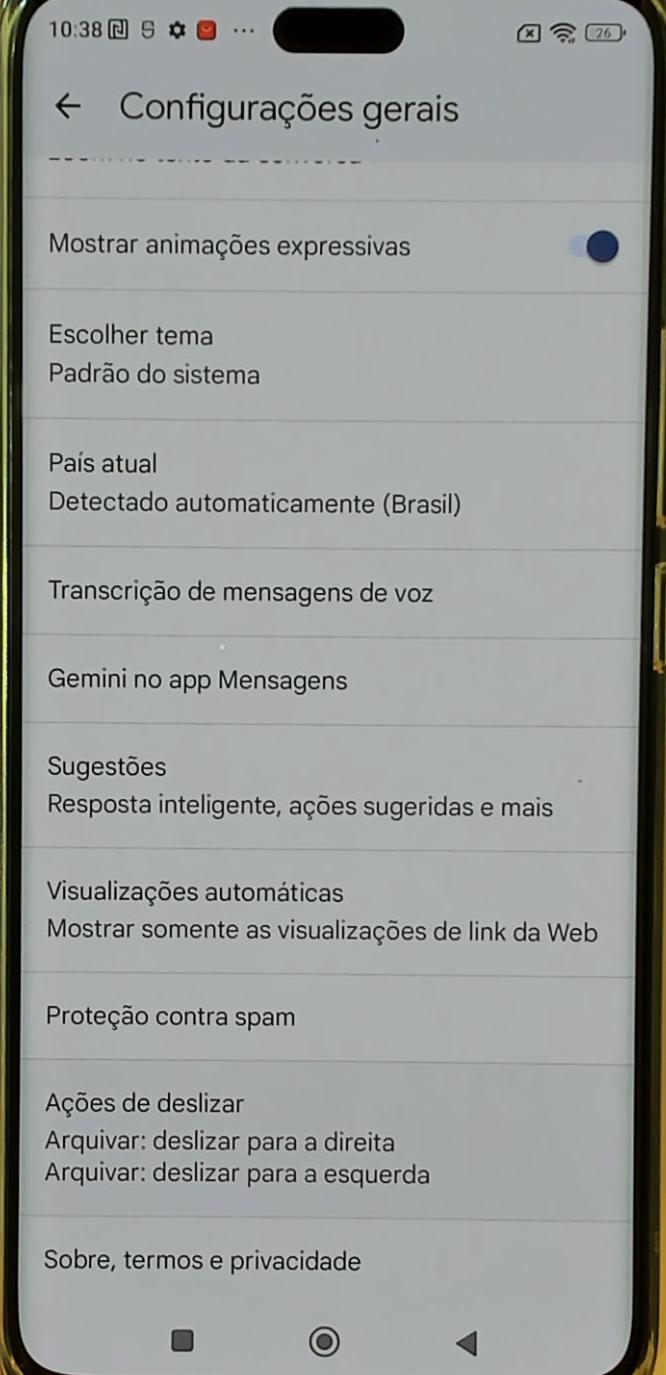 10:38
26
Configurações gerais
Mostrar animações expressivas
Escolher tema
Padrão do sistema
País atual
Detectado automaticamente (Brasil)
Transcrição de mensagens de voz
Gemini no app Mensagens
Sugestões
Resposta inteligente, ações sugeridas e mais
Visualizações automáticas
Mostrar somente as visualizações de link da Web
Proteção contra spam
Ações de deslizar
Arquivar: deslizar para a direita
Arquivar: deslizar para a esquerda
Sobre, termos e privacidade